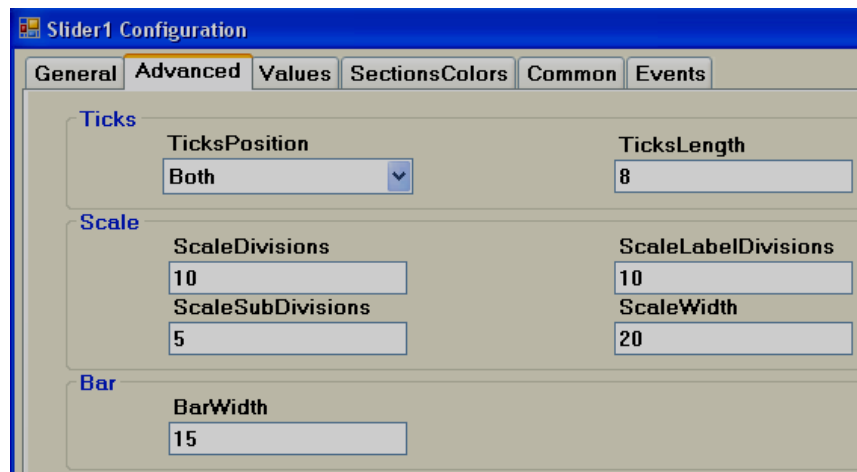 Slider1 Configuration
General Advanced Values SectionsColors Common Events
Ticks
TicksPosition TicksLength
Both 8
Scale
ScaleDivisions ScaleLabelDivisions
10 10
ScaleSubDivisions ScaleWidth
5 20
Bar
BarWidth
15